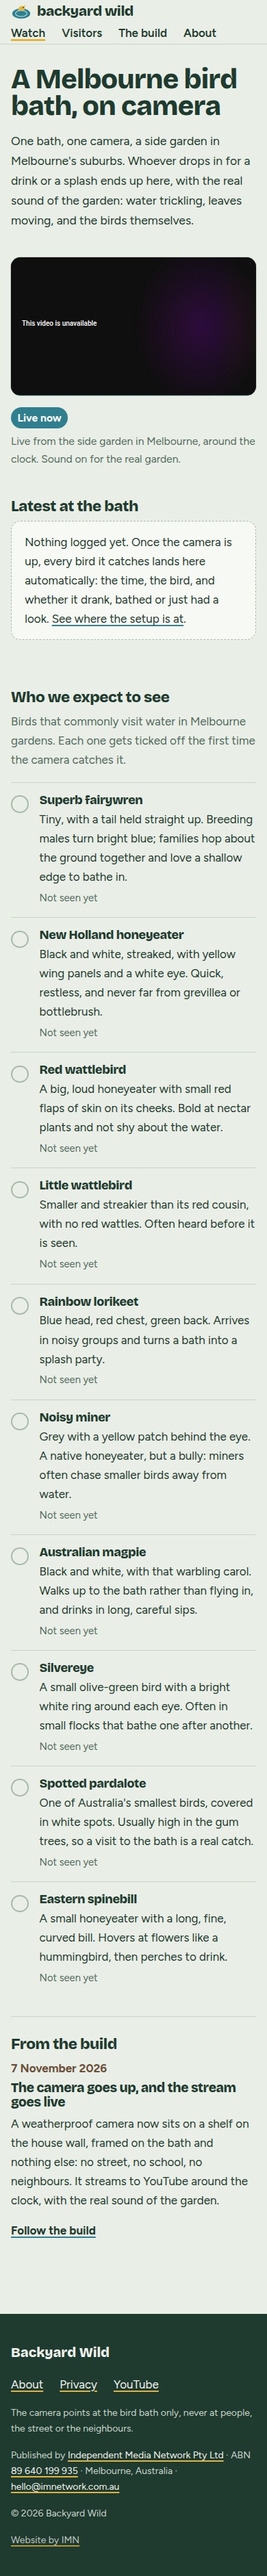 backyard wild
Watch Visitors The build About
A Melbourne bird
bath, on camera
One bath, one camera, a side garden in
Melbourne's suburbs. Whoever drops in for a
drink or a splash ends up here, with the real
sound of the garden: water trickling, leaves
moving, and the birds themselves.
This video is unavailable
Live now
Live from the side garden in Melbourne, around the
clock. Sound on for the real garden.
Latest at the bath
Nothing logged yet. Once the camera is
up, every bird it catches lands here
automatically: the time, the bird, and
whether it drank, bathed or just had a
look. See where the setup is at.
Who we expect to see
Birds that commonly visit water in Melbourne
gardens. Each one gets ticked off the first time
the camera catches it.
Superb fairywren
Tiny, with a tail held straight up. Breeding
males turn bright blue; families hop about
the ground together and love a shallow
edge to bathe in.
Not seen yet
New Holland honeyeater
Black and white, streaked, with yellow
wing panels and a white eye. Quick,
restless, and never far from grevillea or
bottlebrush.
Not seen yet
Red wattlebird
A big, loud honeyeater with small red
flaps of skin on its cheeks. Bold at nectar
plants and not shy about the water.
Not seen yet
Little wattlebird
Smaller and streakier than its red cousin,
with no red wattles. Often heard before it
is seen.
Not seen yet
Rainbow lorikeet
Blue head, red chest, green back. Arrives
in noisy groups and turns a bath into a
splash party.
Not seen yet
Noisy miner
Grey with a yellow patch behind the eye.
A native honeyeater, but a bully: miners
often chase smaller birds away from
water.
Not seen yet
Australian magpie
Black and white, with that warbling carol.
Walks up to the bath rather than flying in,
and drinks in long, careful sips.
Not seen yet
Silvereye
A small olive-green bird with a bright
white ring around each eye. Often in
small flocks that bathe one after another.
Not seen yet
Spotted pardalote
One of Australia's smallest birds, covered
in white spots. Usually high in the gum
trees, so a visit to the bath is a real catch.
Not seen yet
Eastern spinebill
A small honeyeater with a long, fine,
curved bill. Hovers at flowers like a
hummingbird, then perches to drink.
Not seen yet
From the build
7 November 2026
The camera goes up, and the stream
goes live
A weatherproof camera now sits on a shelf on
the house wall, framed on the bath and
nothing else: no street, no school, no
neighbours. It streams to YouTube around the
clock, with the real sound of the garden.
Follow the build
Backyard Wild
About Privacy YouTube
The camera points at the bird bath only, never at people,
the street or the neighbours.
Published by Independent Media Network Pty Ltd · ABN
89 640 199 935 · Melbourne, Australia ·
hello@imnetwork.com.au
© 2026 Backyard Wild
Website by IMN